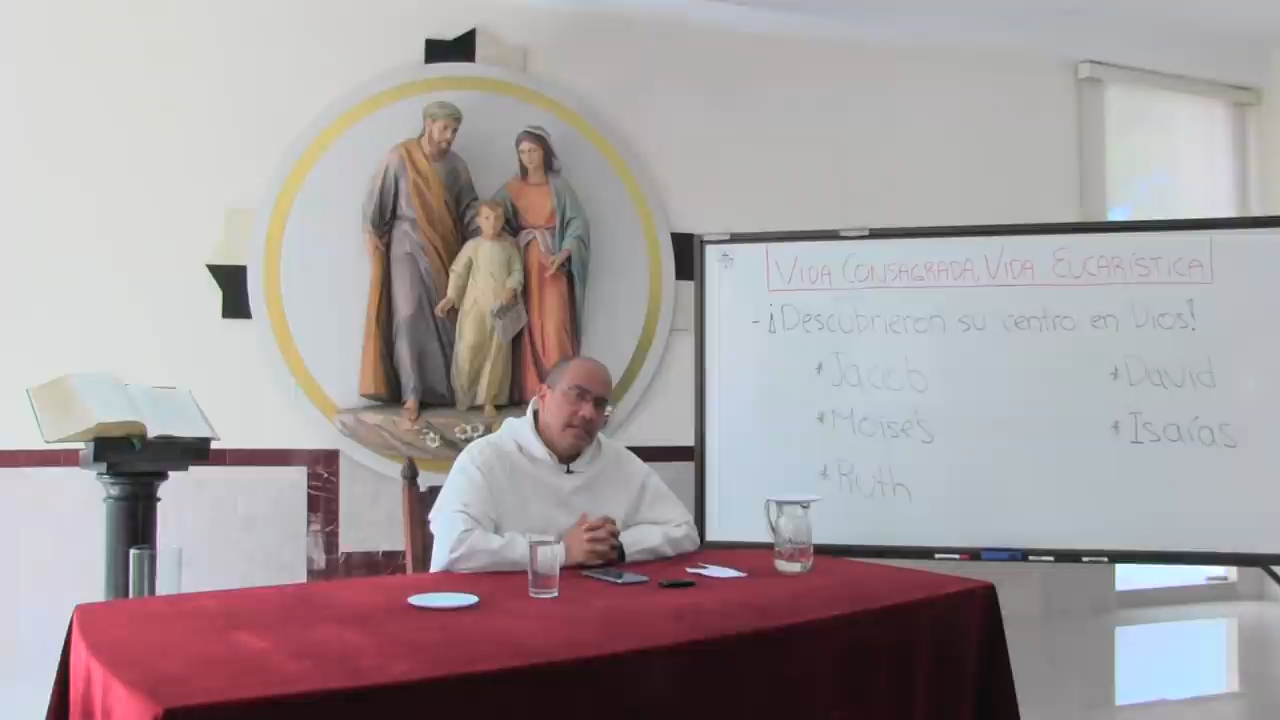 VIDA CONSAGRADA, VIDA EUCARÍSTICA
- ¡Descubrieron su centro en Dios!
* Jacob
* David
* Moisés
* Isaías
* Ruth